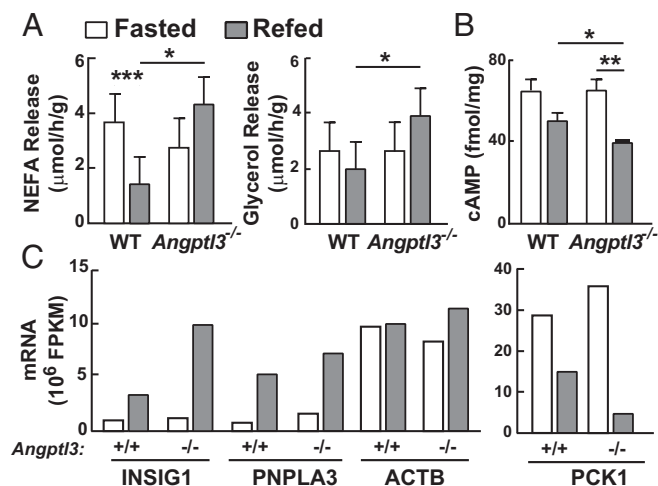 A Fasted Refed B
NEFA Release
(μmol/h/g)
6
4
2
0
***
*
WT Angptl3-/-
Glycerol Release
(μmol/h/g)
6
4
2
0
*
WT Angptl3-/-
cAMP (fmol/mg)
80
40
0
*
**
WT Angptl3-/-
C
mRNA
(10⁶ FPKM)
15
10
5
0
40
30
20
10
0
Angptl3: +/+ -/- +/+ -/- +/+ -/- +/+ -/-
INSIG1 PNPLA3 ACTB PCK1